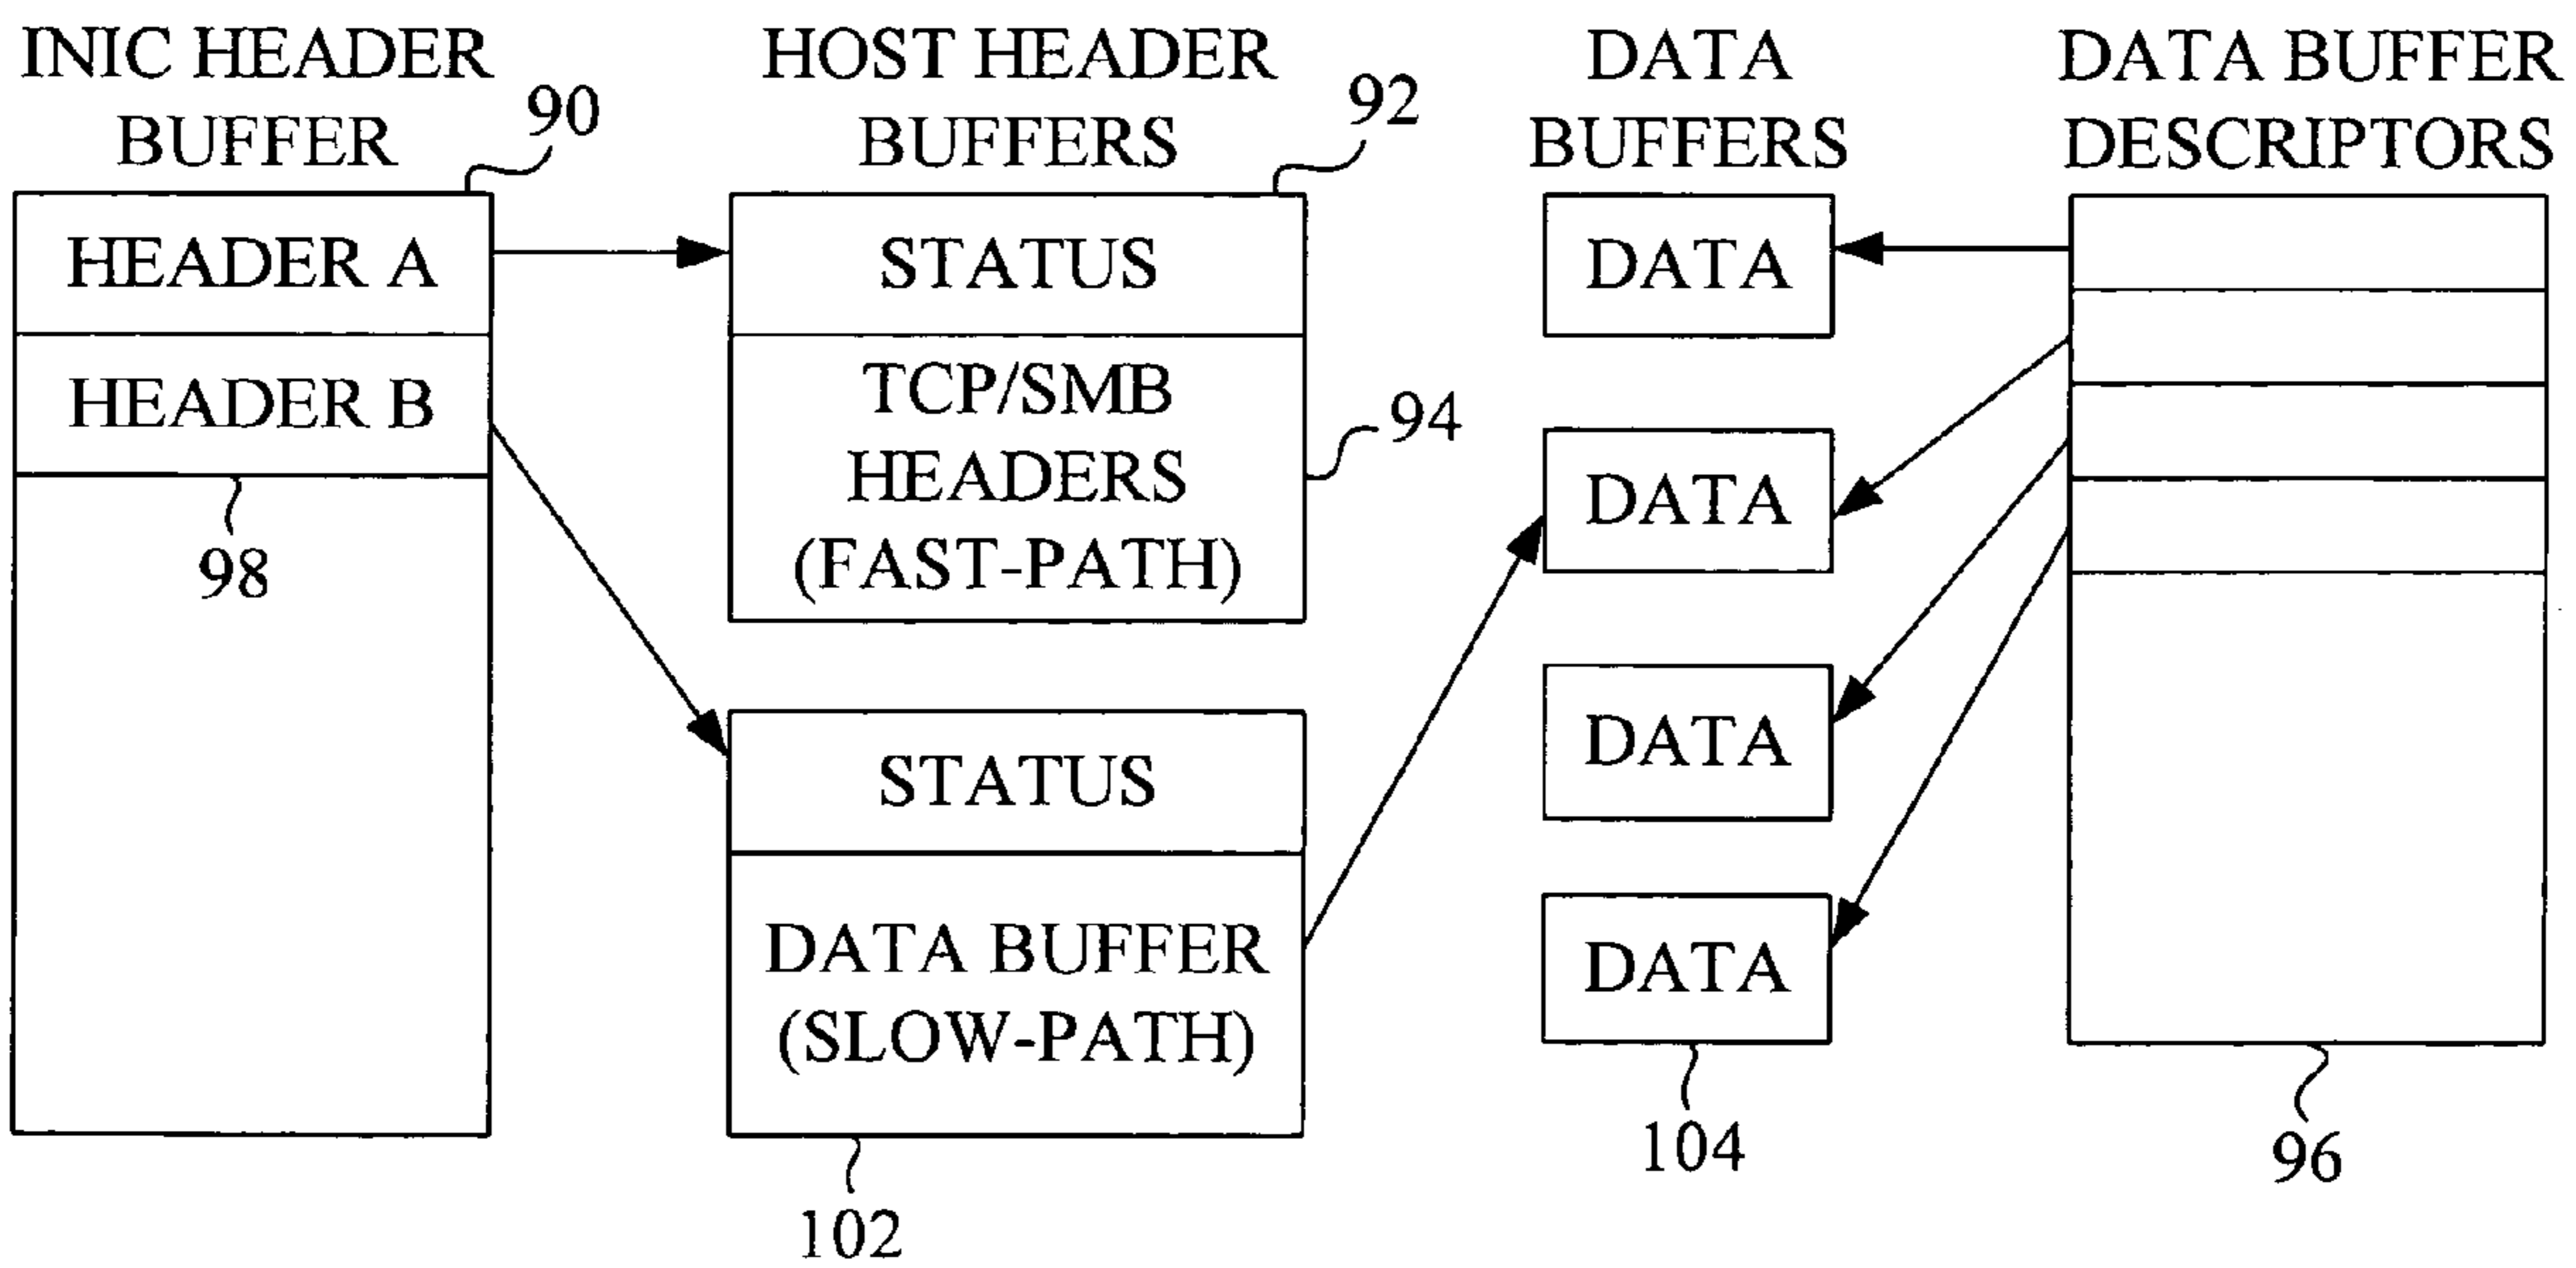 INIC HEADER
BUFFER
90
HOST HEADER
BUFFERS
92
DATA
BUFFERS
DATA BUFFER
DESCRIPTORS
HEADER A
HEADER B
98
STATUS
TCP/SMB
HEADERS
(FAST-PATH)
94
STATUS
DATA BUFFER
(SLOW-PATH)
102
DATA
DATA
DATA
DATA
104
96